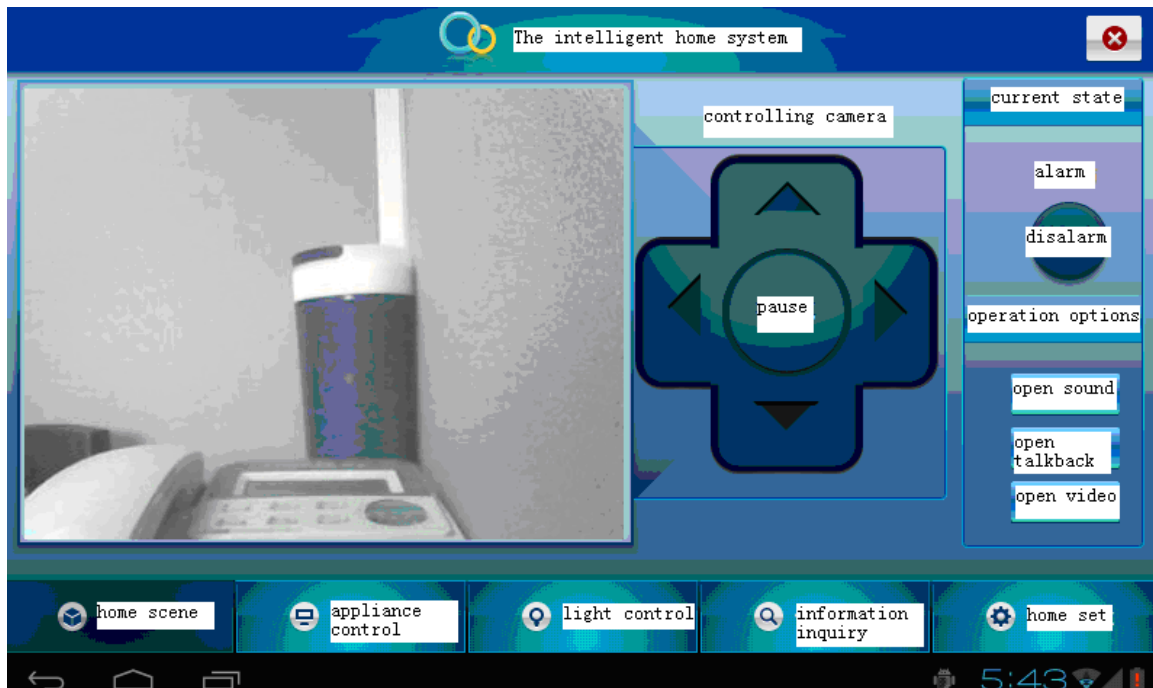 The intelligent home system
controlling camera
current state
alarm
disalarm
pause
operation options
open sound
open
talkback
open video
home scene
appliance
control
light control
information
inquiry
home set
5:43